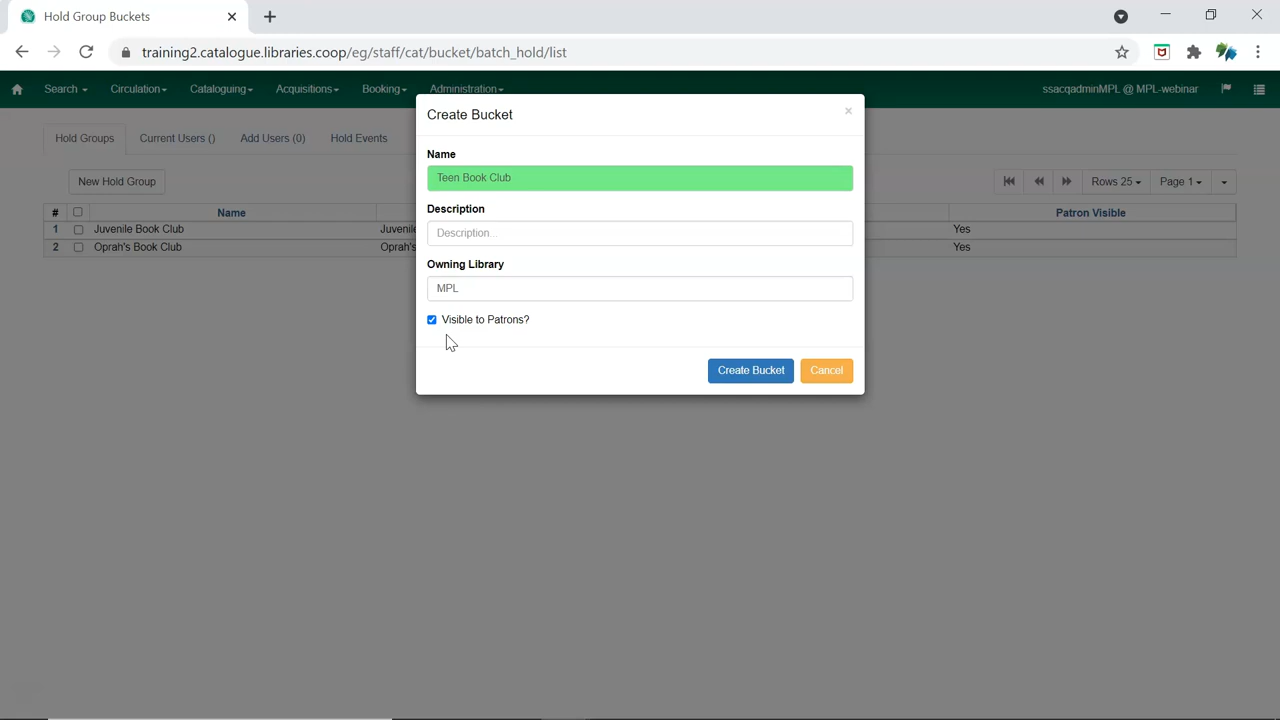 Hold Group Buckets
training2.catalogue.libraries.coop/eg/staff/cat/bucket/batch_hold/list
Search Circulation Cataloguing Acquisitions Booking Administration ssacqadminMPL @ MPL-webinar
Hold Groups Current Users () Add Users (0) Hold Events
New Hold Group Rows 25 Page 1
# Name Patron Visible
1 Juvenile Book Club Juvenile Yes
2 Oprah's Book Club Oprah's Yes
Create Bucket ×
Name
Teen Book Club
Description
Description...
Owning Library
MPL
Visible to Patrons?
Create Bucket Cancel